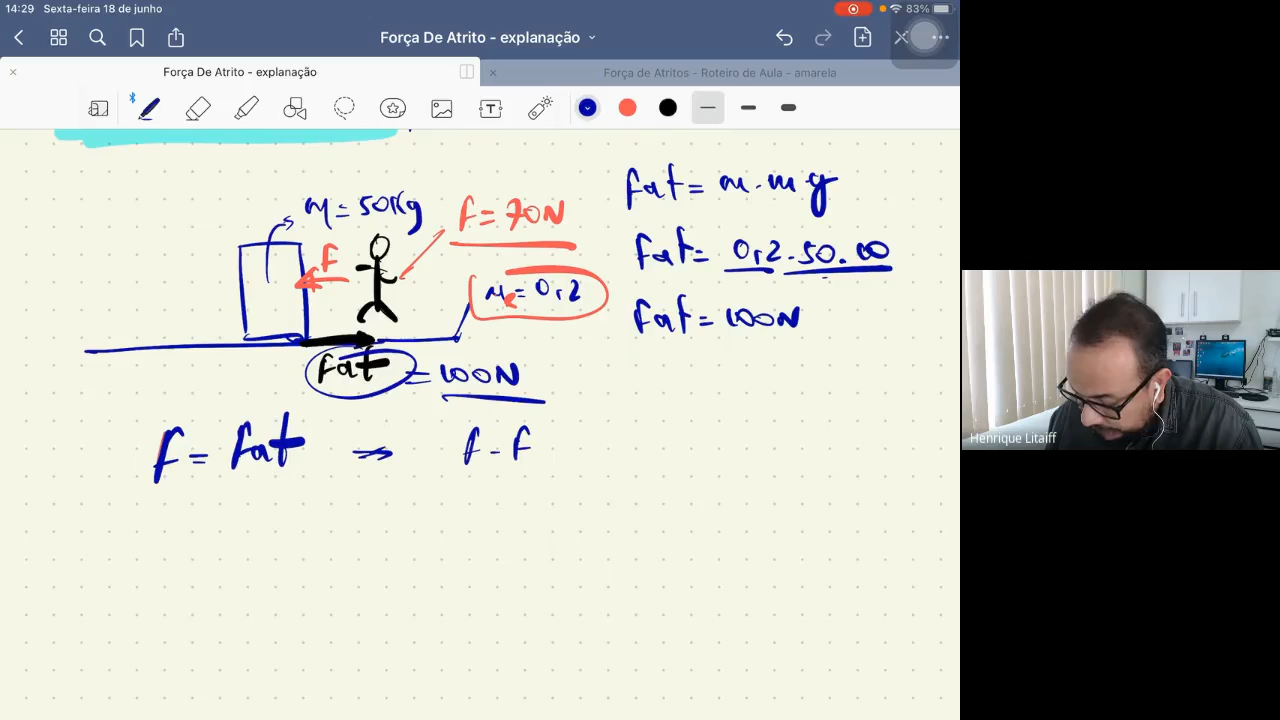 14:29 Sexta-feira 18 de junho
83%
Força De Atrito - explanação
Força De Atrito - explanação
Força de Atritos - Roteiro de Aula - amarela
m = 50Kg
F = 70N
F
μe = 0,2
fat = 100N
fat = μ . m g
fat = 0,2 . 50 . 10
fat = 100N
F = fat → F - F
Henrique Litaiff